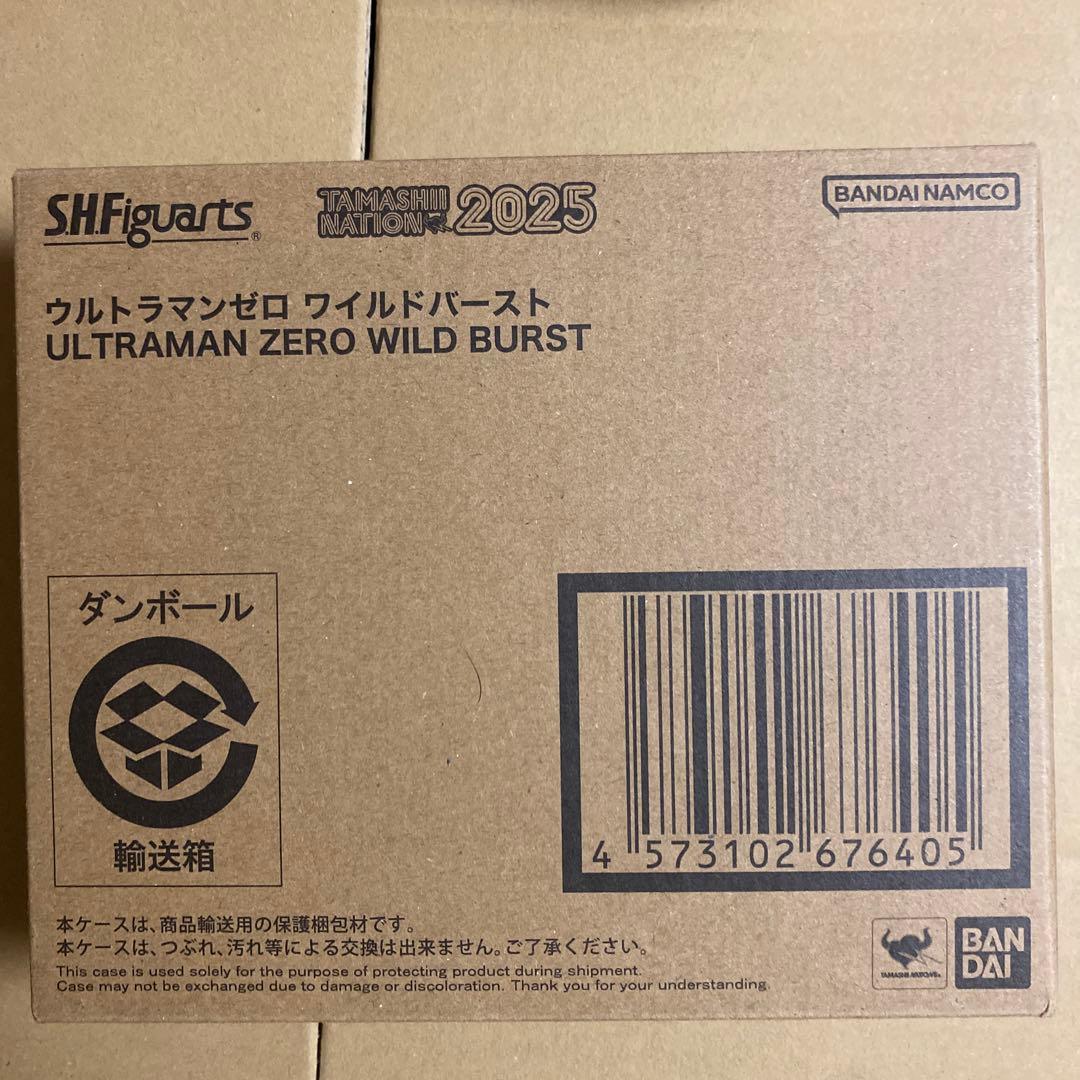 S.H.Figuarts®
TAMASHII NATION 2025
BANDAI NAMCO
ウルトラマンゼロ ワイルドバースト
ULTRAMAN ZERO WILD BURST
ダンボール
輸送箱
4 573102 676405
本ケースは、商品輸送用の保護梱包材です。
本ケースは、つぶれ、汚れ等による交換は出来ません。ご了承ください。
This case is used solely for the purpose of protecting product during shipment.
Case may not be exchanged due to damage or discoloration. Thank you for your understanding.
TAMASHII NATIONS
BAN
DAI